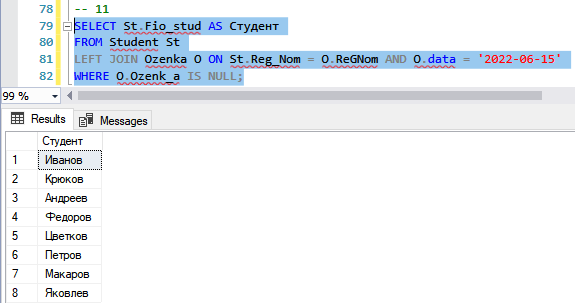 78
79 SELECT St.Fio_stud AS Студент
80 FROM Student St
81 LEFT JOIN Ozenka O ON St.Reg_Nom = O.ReGNom AND O.data = '2022-06-15'
82 WHERE O.Ozenk_a IS NULL;
-- 11
99 %
Results Messages
Студент
1 Иванов
2 Крюков
3 Андреев
4 Федоров
5 Цветков
6 Петров
7 Макаров
8 Яковлев